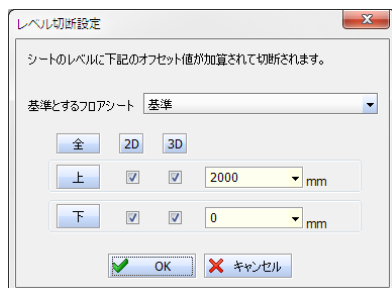 レベル切断設定
シートのレベルに下記のオフセット値が加算されて切断されます。
基準とするフロアシート 基準
全 2D 3D
上 2000 mm
下 0 mm
OK キャンセル